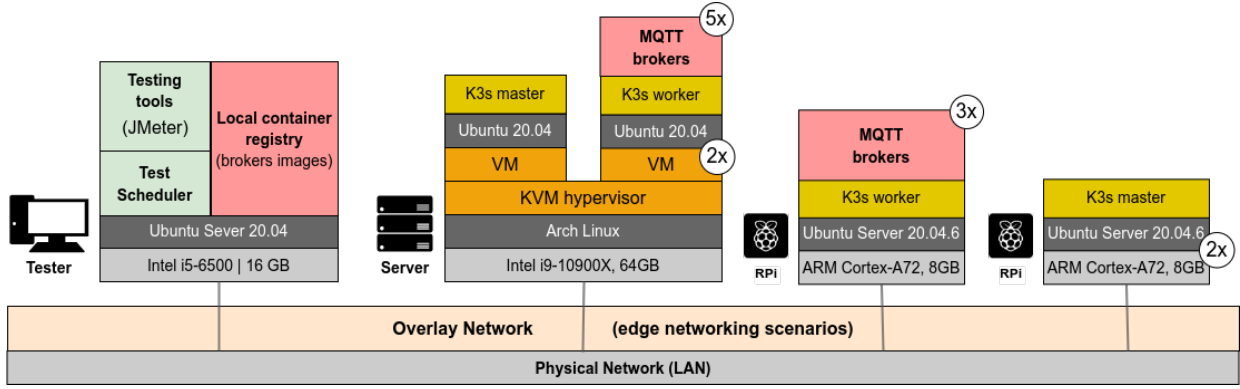 Testing
tools
(JMeter)
Test
Scheduler
Local container
registry
(brokers images)
Ubuntu Sever 20.04
Intel i5-6500 | 16 GB
Tester
5x
MQTT
brokers
K3s master
K3s worker
Ubuntu 20.04
Ubuntu 20.04
VM
VM
2x
KVM hypervisor
Arch Linux
Intel i9-10900X, 64GB
Server
3x
MQTT
brokers
K3s worker
Ubuntu Server 20.04.6
ARM Cortex-A72, 8GB
RPi
K3s master
Ubuntu Server 20.04.6
ARM Cortex-A72, 8GB
2x
RPi
Overlay Network (edge networking scenarios)
Physical Network (LAN)